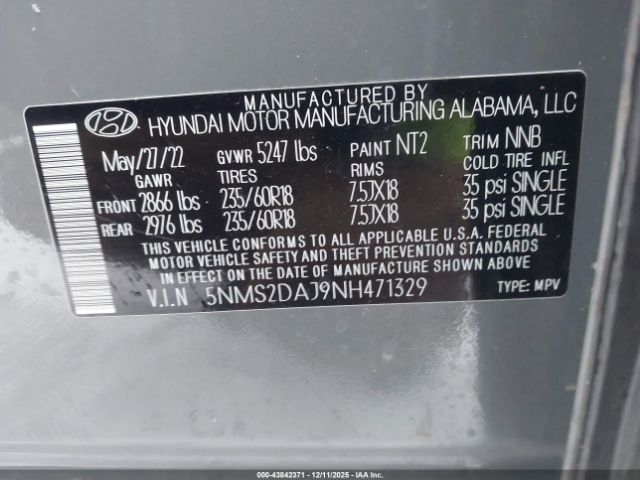 MANUFACTURED BY
HYUNDAI MOTOR MANUFACTURING ALABAMA, LLC
May/27/22 GVWR 5247 lbs PAINT NT2 TRIM NNB
GAWR TIRES RIMS COLD TIRE INFL
FRONT 2866 lbs 235/60R18 7.5JX18 35 psi SINGLE
REAR 2976 lbs 235/60R18 7.5JX18 35 psi SINGLE
THIS VEHICLE CONFORMS TO ALL APPLICABLE U.S.A. FEDERAL
MOTOR VEHICLE SAFETY AND THEFT PREVENTION STANDARDS
IN EFFECT ON THE DATE OF MANUFACTURE SHOWN ABOVE.
V.I.N 5NMS2DAJ9NH471329 TYPE: MPV
000-43842371 - 12/11/2025 - IAA Inc.